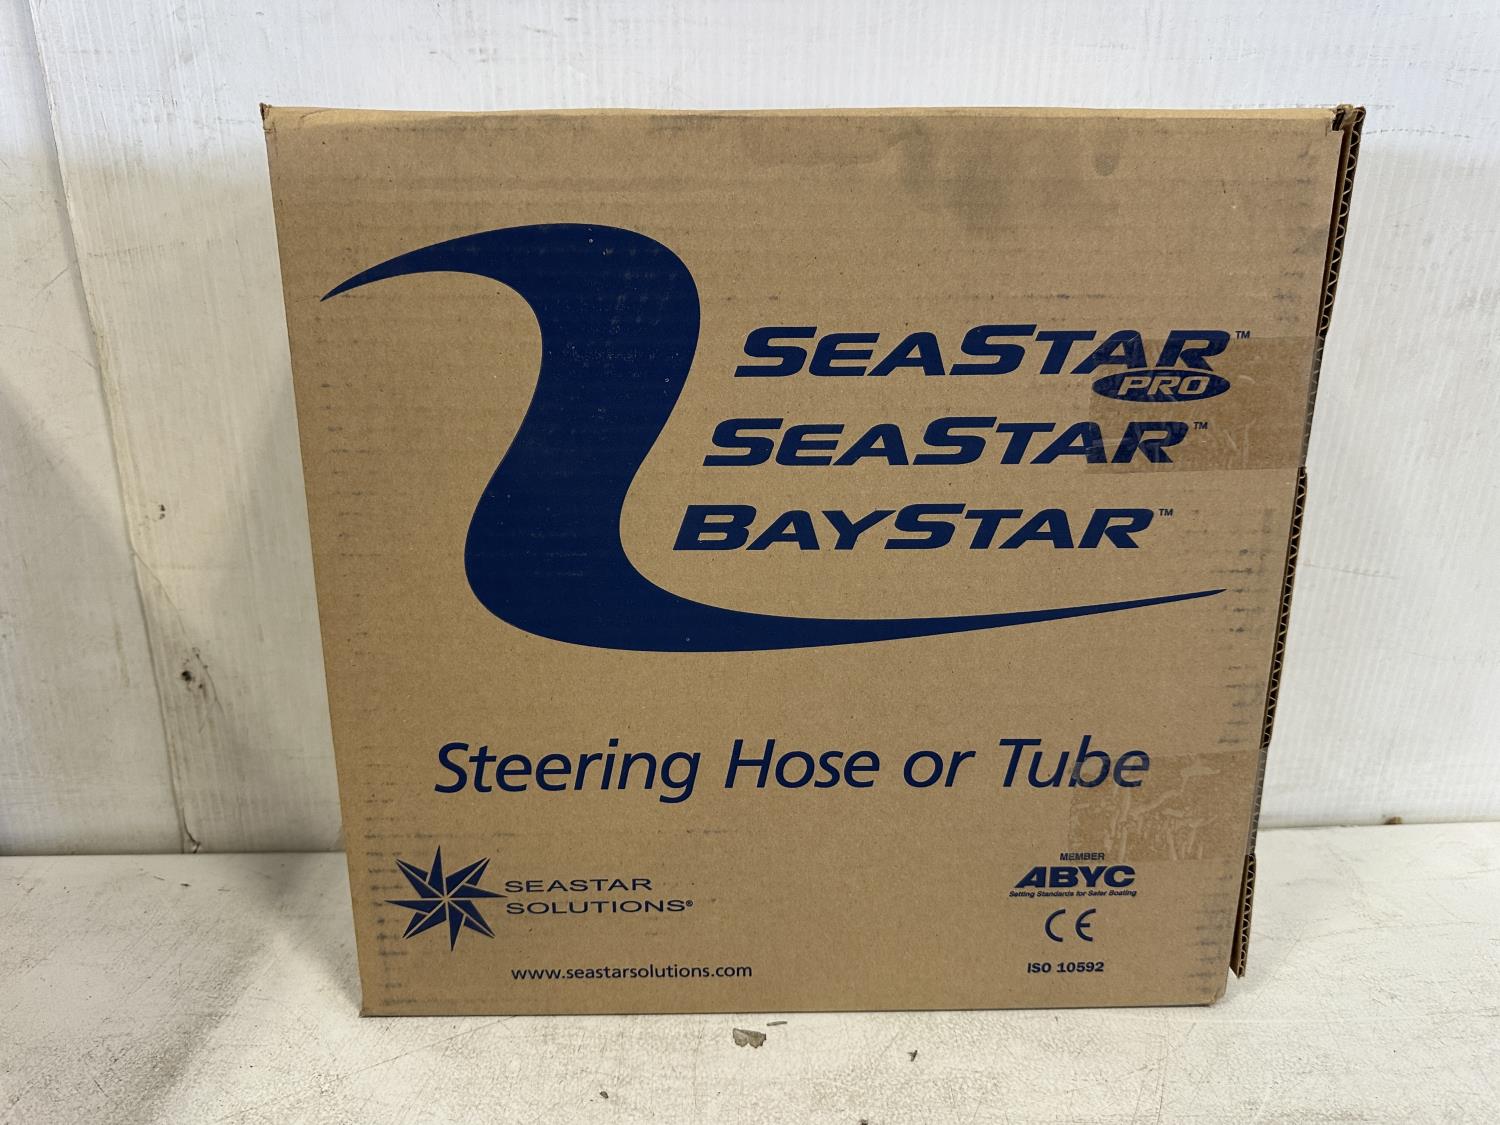 SEASTAR™
PRO
SEASTAR™
BAYSTAR™
Steering Hose or Tube
SEASTAR
SOLUTIONS®
www.seastarsolutions.com
MEMBER
ABYC
Setting Standards for Safer Boating
CE
ISO 10592